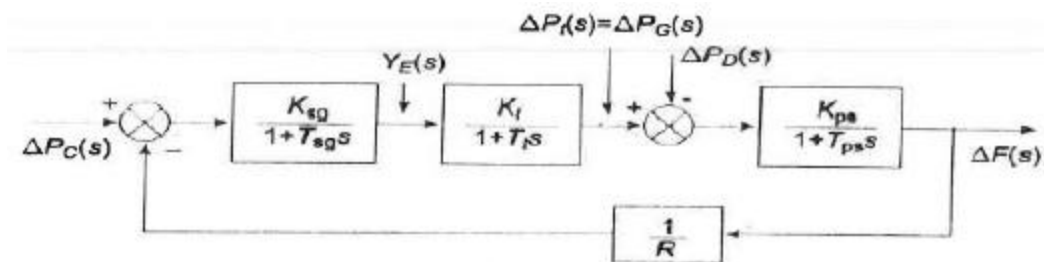 ΔP_t(s)=ΔP_G(s)
Y_E(s)
ΔP_D(s)
+
K_sg
1+T_sg s
K_t
1+T_t s
+
-
K_ps
1+T_ps s
ΔP_C(s)
−
ΔF(s)
1
R